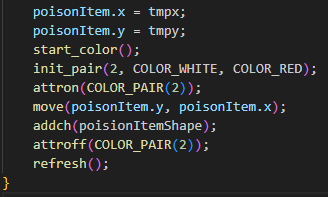 poisonItem.x = tmpx;
poisonItem.y = tmpy;
start_color();
init_pair(2, COLOR_WHITE, COLOR_RED);
attron(COLOR_PAIR(2));
move(poisonItem.y, poisonItem.x);
addch(poisionItemShape);
attroff(COLOR_PAIR(2));
refresh();
}